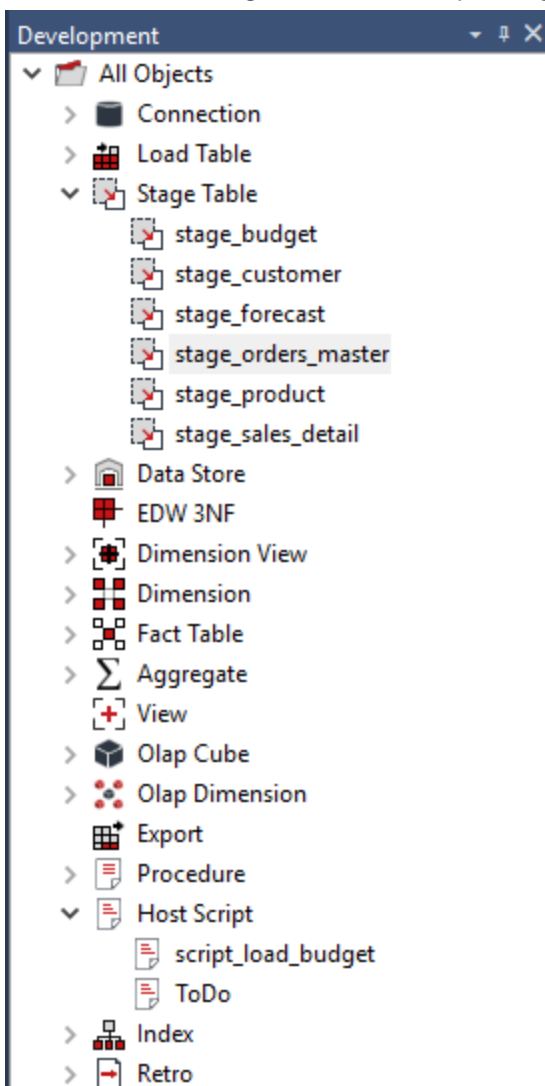 Development
All Objects
Connection
Load Table
Stage Table
stage_budget
stage_customer
stage_forecast
stage_orders_master
stage_product
stage_sales_detail
Data Store
EDW 3NF
Dimension View
Dimension
Fact Table
Aggregate
View
Olap Cube
Olap Dimension
Export
Procedure
Host Script
script_load_budget
ToDo
Index
Retro